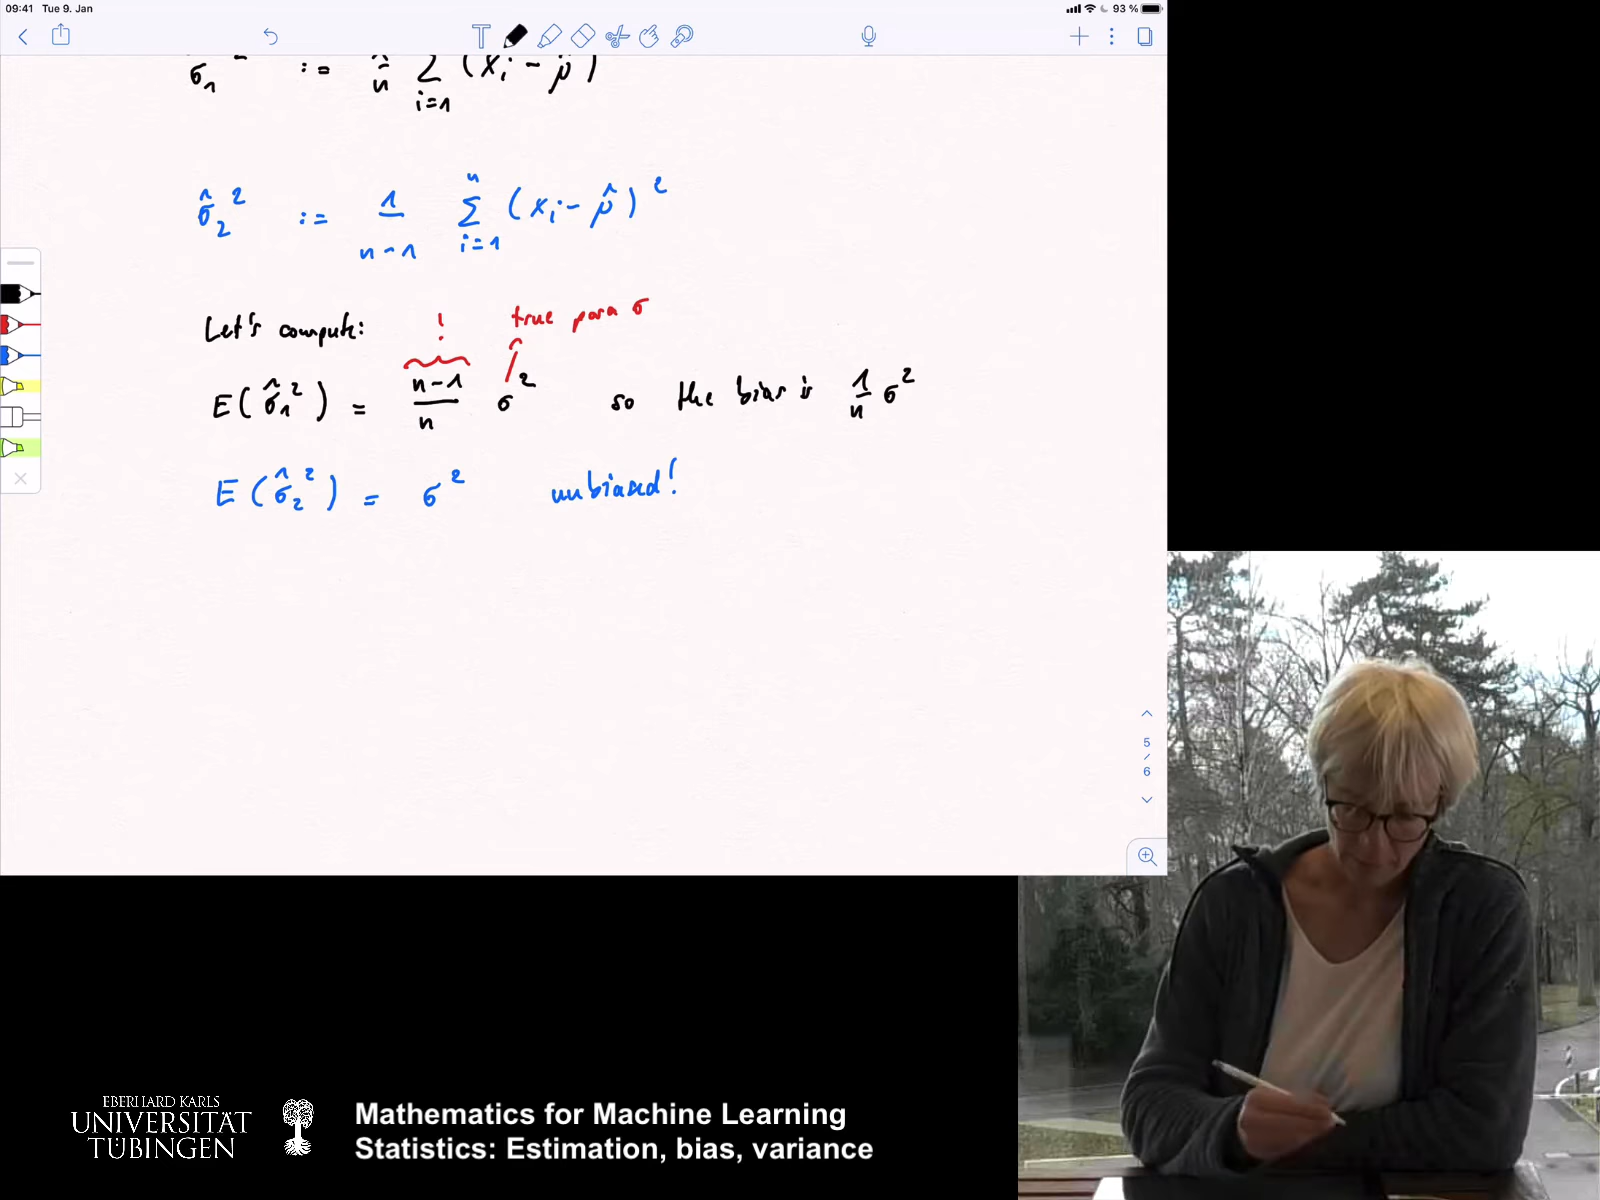 09:41 Tue 9. Jan
93 %
σ̂₁² := 1/n Σ_{i=1} (x_i - μ̂)
σ̂₂² := 1/(n-1) Σ_{i=1}^n (x_i - μ̂)²
! true para σ
Let's compute:
E(σ̂₁²) = (n-1)/n σ² so the bias is 1/n σ²
E(σ̂₂²) = σ² unbiased!
5
/
6
EBERHARD KARLS
UNIVERSITÄT
TÜBINGEN
Mathematics for Machine Learning
Statistics: Estimation, bias, variance